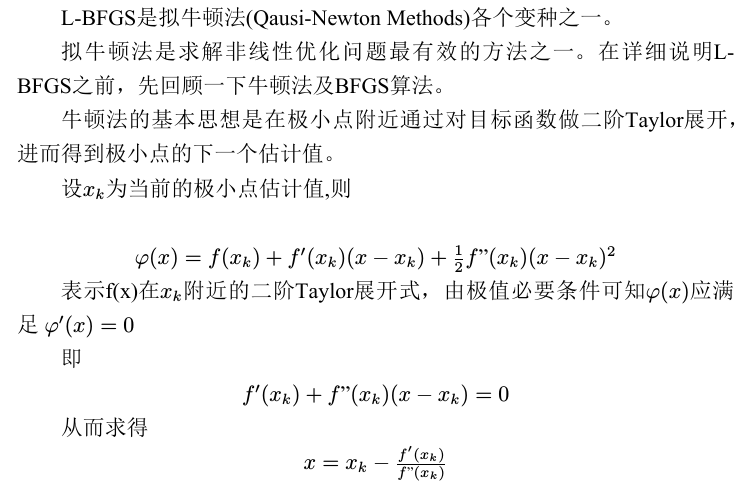 L-BFGS是拟牛顿法(Qausi-Newton Methods)各个变种之一。
拟牛顿法是求解非线性优化问题最有效的方法之一。在详细说明L-
BFGS之前，先回顾一下牛顿法及BFGS算法。
牛顿法的基本思想是在极小点附近通过对目标函数做二阶Taylor展开，
进而得到极小点的下一个估计值。
设x_k为当前的极小点估计值,则
φ(x) = f(x_k) + f′(x_k)(x − x_k) + ½f”(x_k)(x − x_k)²
表示f(x)在x_k附近的二阶Taylor展开式，由极值必要条件可知φ(x)应满
足 φ′(x) = 0
即
f′(x_k) + f”(x_k)(x − x_k) = 0
从而求得
x = x_k − f′(x_k)/f”(x_k)